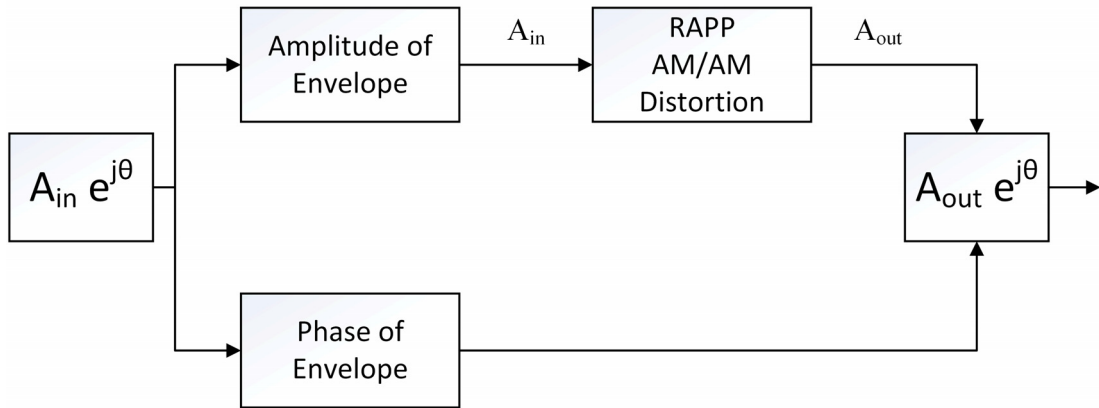 Amplitude of
Envelope
A_in
RAPP
AM/AM
Distortion
A_out
A_in e^jθ
A_out e^jθ
Phase of
Envelope